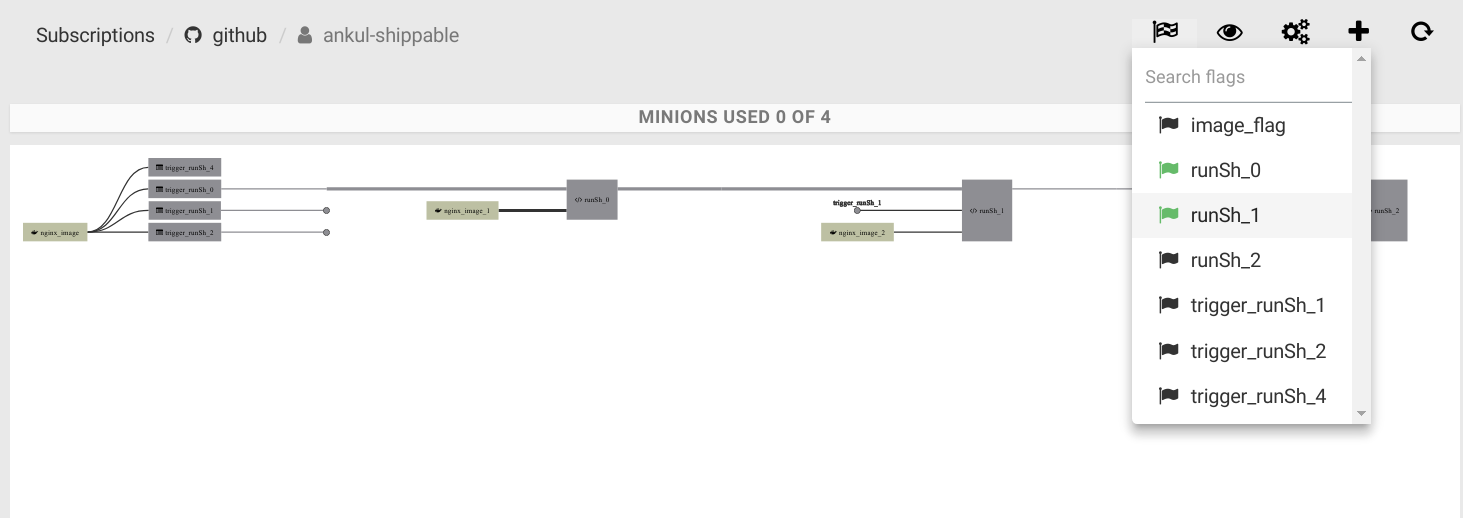 Subscriptions / github / ankul-shippable
Search flags
image_flag
runSh_0
runSh_1
runSh_2
trigger_runSh_1
trigger_runSh_2
trigger_runSh_4
MINIONS USED 0 OF 4
trigger_runSh_4
trigger_runSh_0
trigger_runSh_1
trigger_runSh_2
nginx_image
nginx_image_1
runSh_0
trigger_runSh_1
nginx_image_2
runSh_1
runSh_2